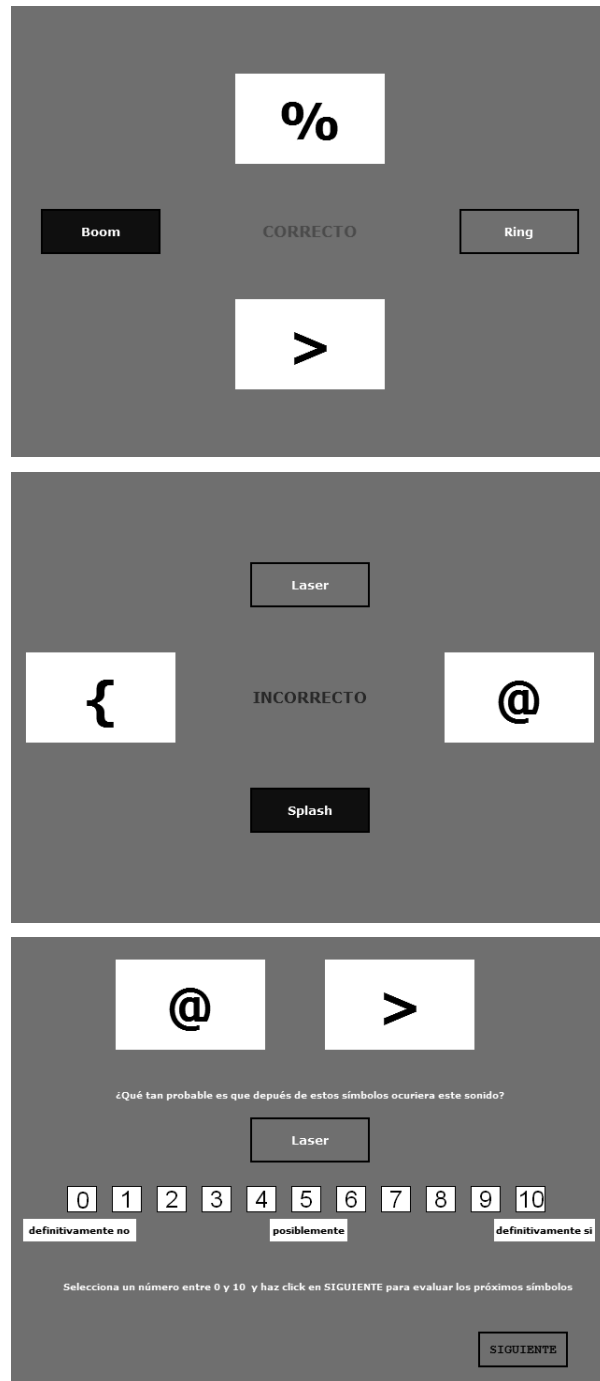 %
Boom CORRECTO Ring
>
Laser
{ INCORRECTO @
Splash
@ >
¿Qué tan probable es que depués de estos símbolos ocuriera este sonido?
Laser
0 1 2 3 4 5 6 7 8 9 10
definitivamente no posiblemente definitivamente si
Selecciona un número entre 0 y 10 y haz click en SIGUIENTE para evaluar los próximos símbolos
SIGUIENTE